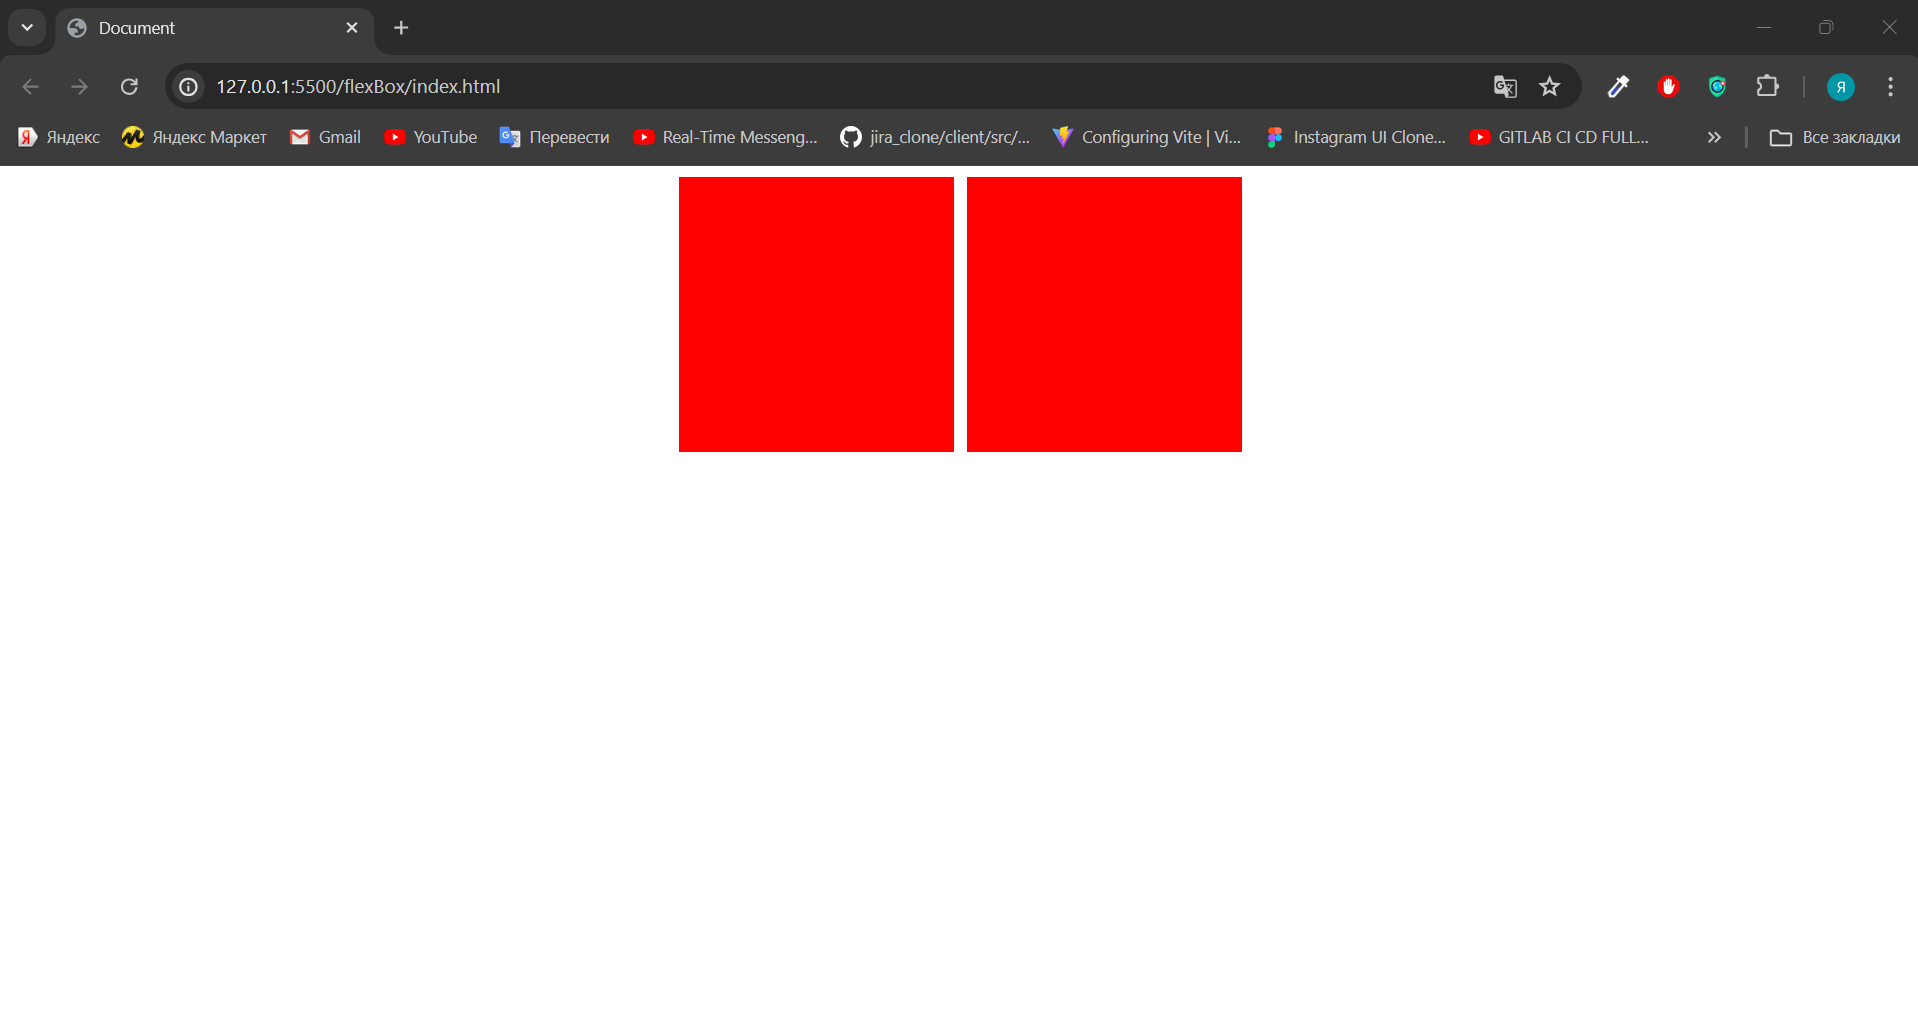 Document
127.0.0.1:5500/flexBox/index.html
Я
Яндекс Яндекс Маркет Gmail YouTube Перевести Real-Time Messeng... jira_clone/client/src/... Configuring Vite | Vi... Instagram UI Clone... GITLAB CI CD FULL... Все закладки